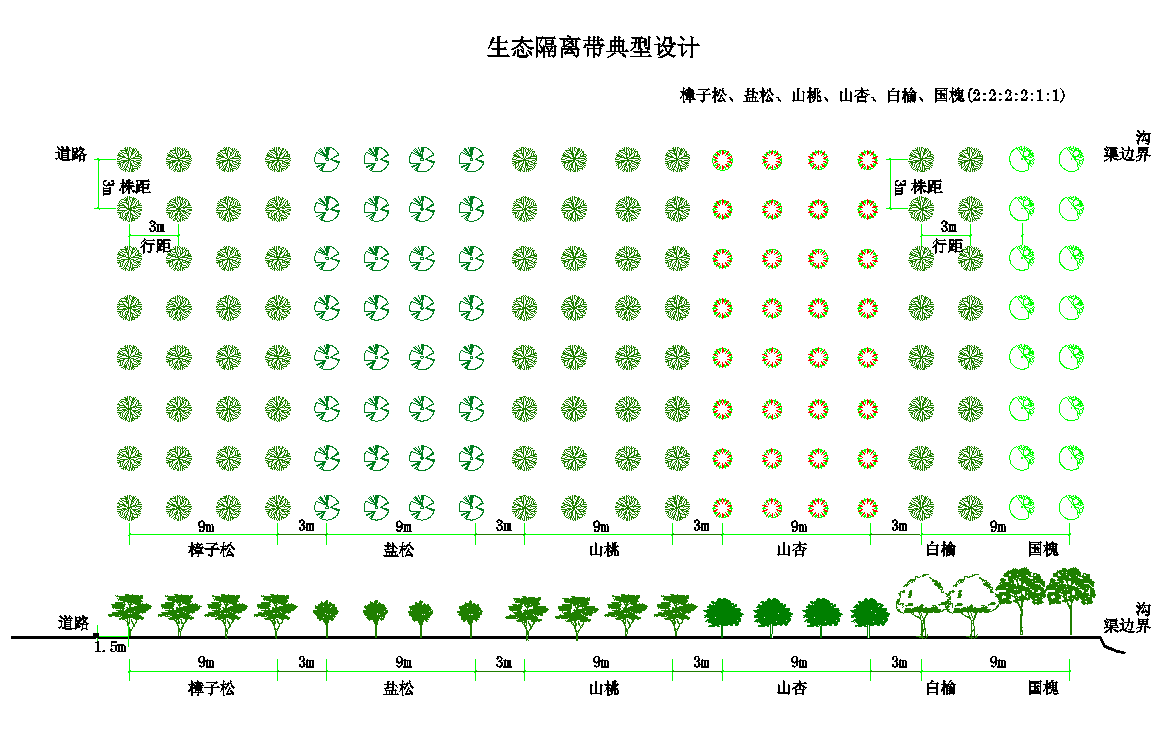 生态隔离带典型设计
樟子松、盐松、山桃、山杏、白榆、国槐(2:2:2:2:1:1)
道路
沟
渠边界
3m
株距
3m
株距
3m
行距
3m
行距
9m 3m 9m 3m 9m 3m 9m 3m 9m
樟子松 盐松 山桃 山杏 白榆 国槐
道路
沟
渠边界
1.5m
9m 3m 9m 3m 9m 3m 9m 3m 9m
樟子松 盐松 山桃 山杏 白榆 国槐